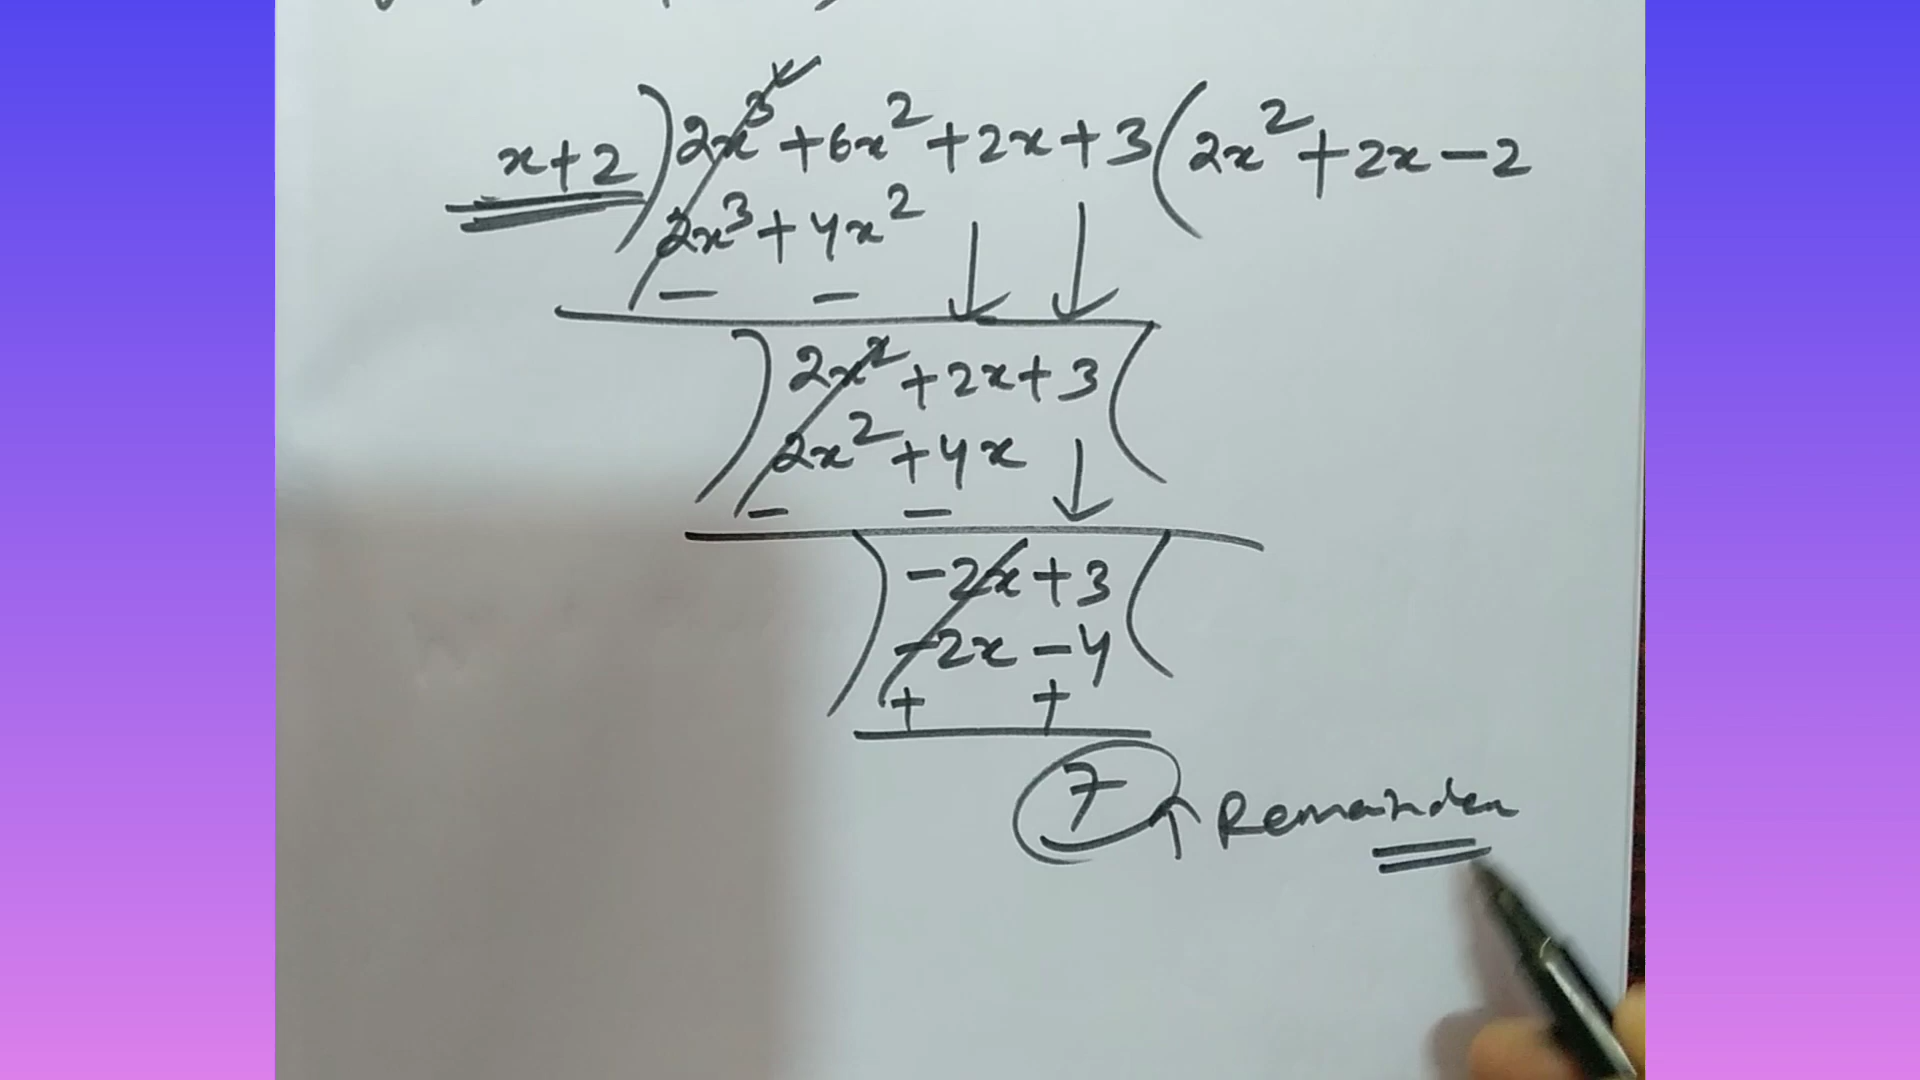 x+2)2x³+6x²+2x+3(2x²+2x-2
2x³+4x²
- -
)2x²+2x+3(
2x²+4x
- -
)-2x+3(
-2x-4
+ +
7 Remainder